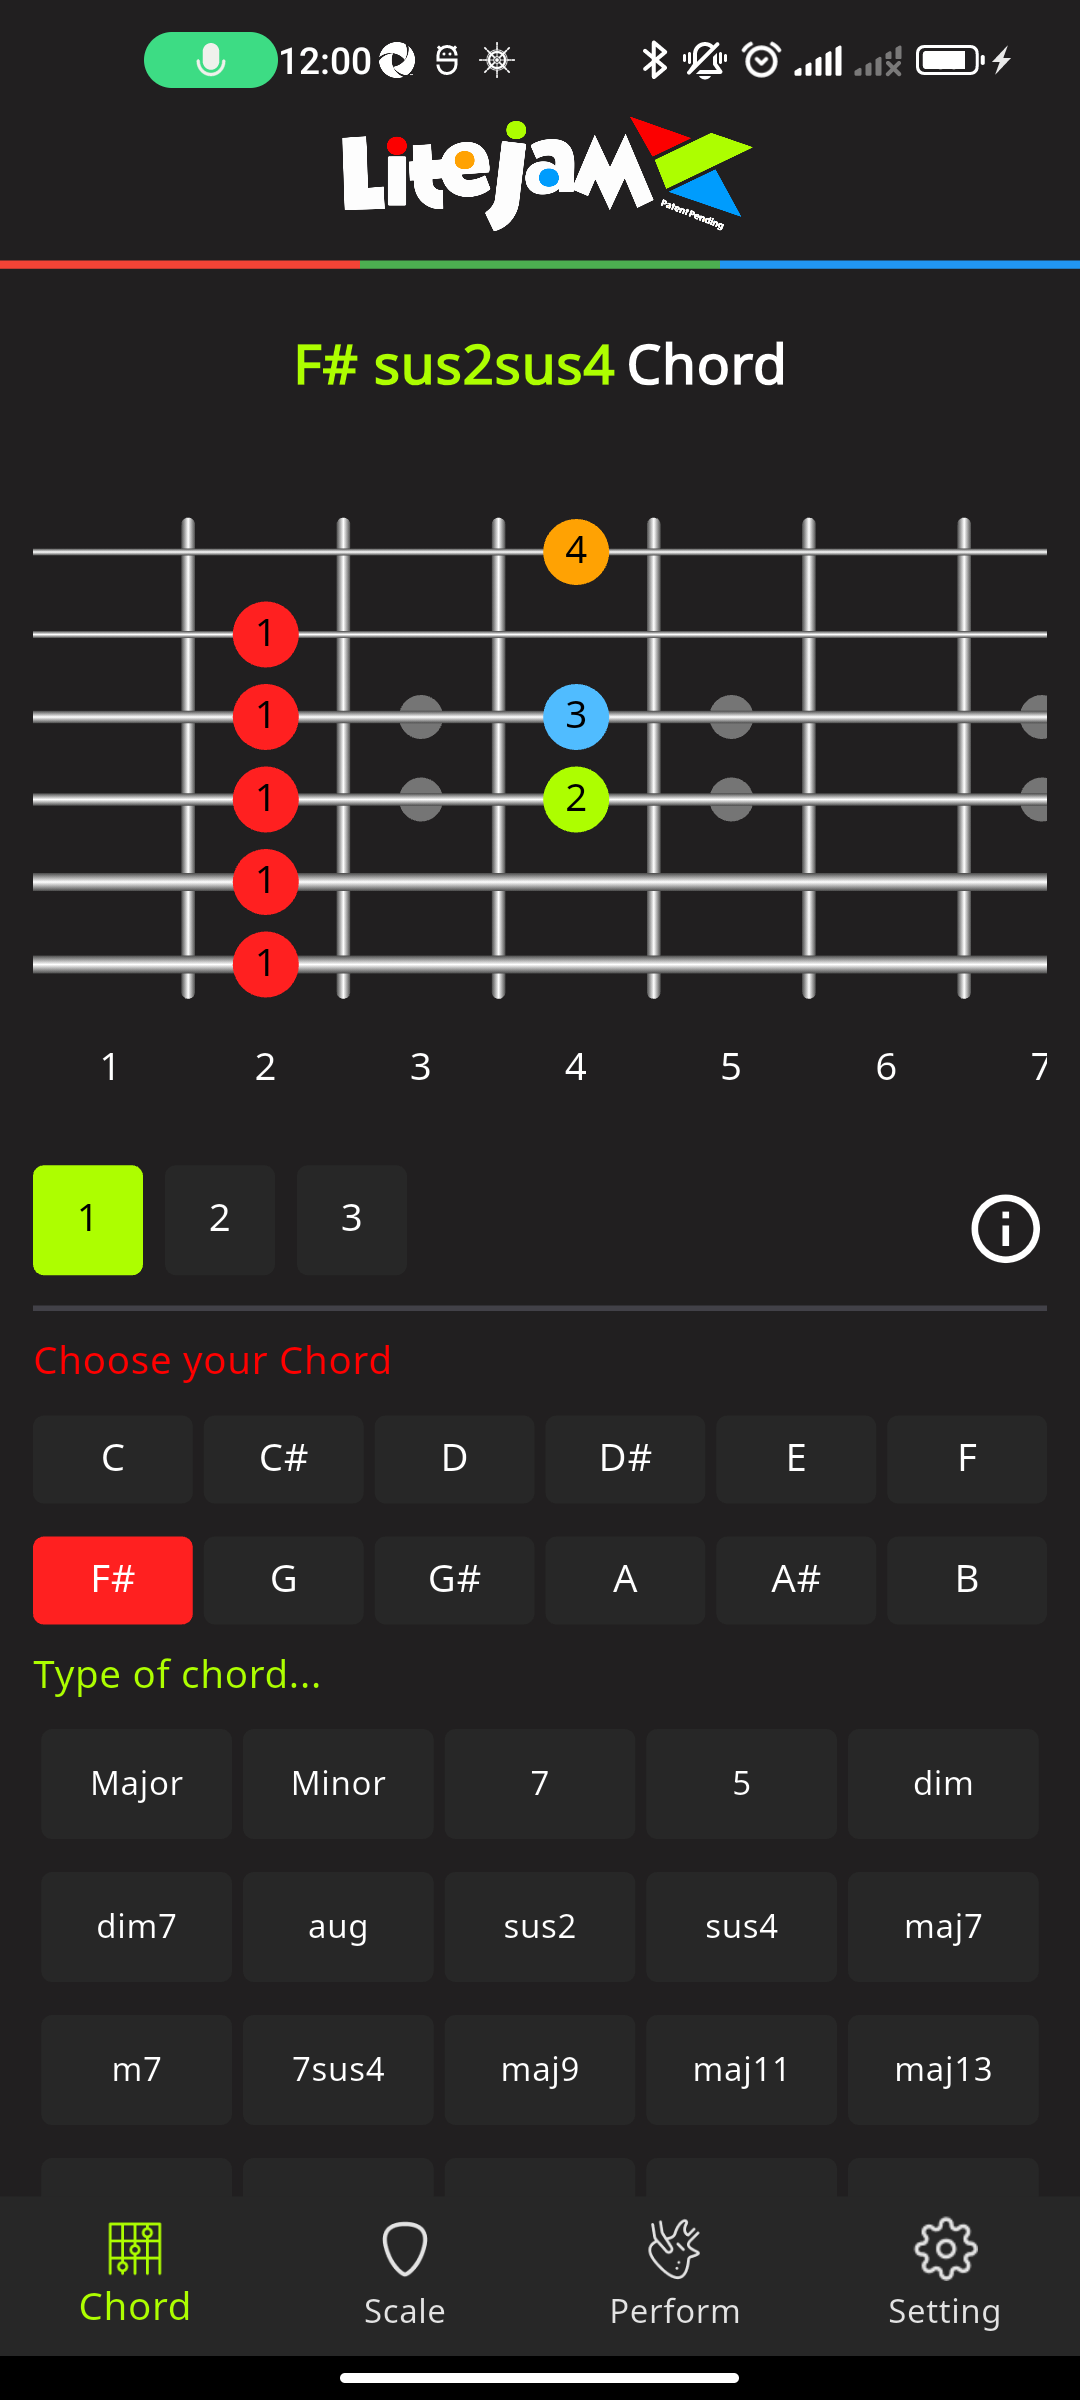 12:00
Litejam
Patent Pending
F# sus2sus4 Chord
4
1
1 3
1 2
1
1
1 2 3 4 5 6 7
1 2 3
Choose your Chord
C C# D D# E F
F# G G# A A# B
Type of chord...
Major Minor 7 5 dim
dim7 aug sus2 sus4 maj7
m7 7sus4 maj9 maj11 maj13
Chord Scale Perform Setting